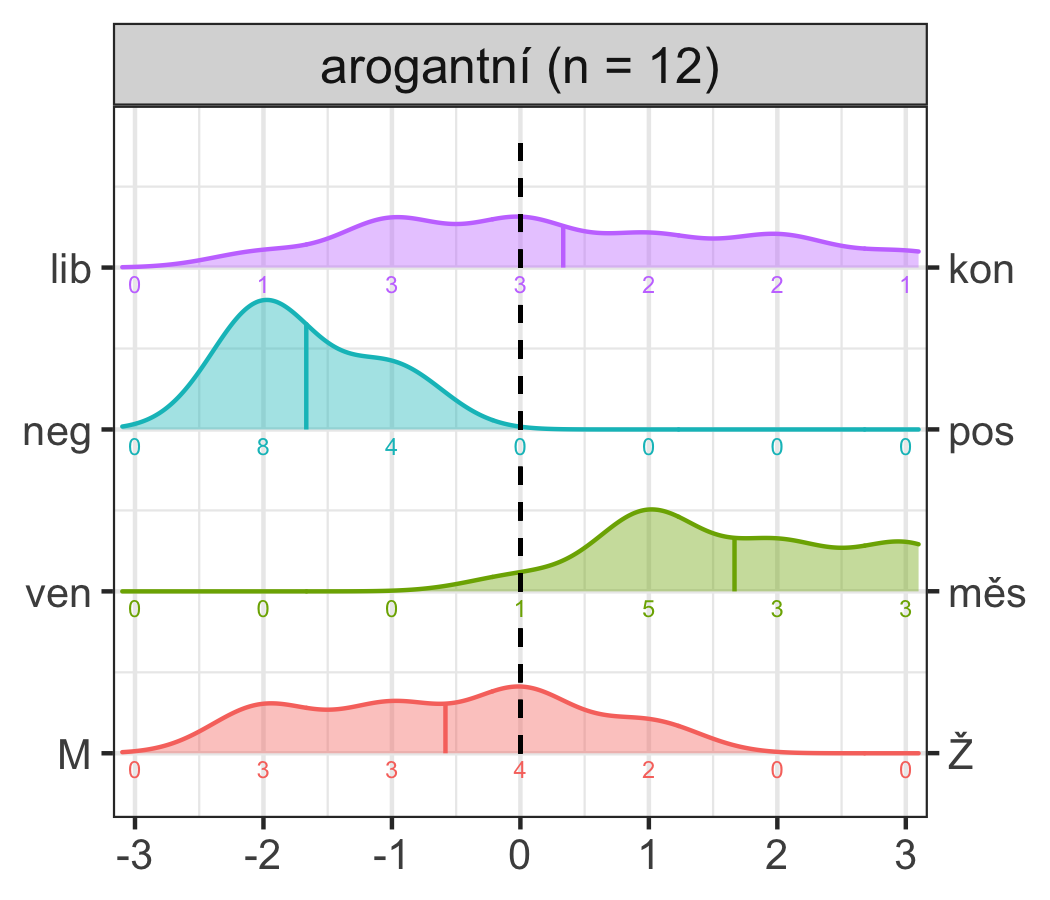 arogantní (n = 12)
lib kon
0 1 3 3 2 2 1
neg pos
0 8 4 0 0 0 0
ven měs
0 0 0 1 5 3 3
M Ž
0 3 3 4 2 0 0
-3 -2 -1 0 1 2 3